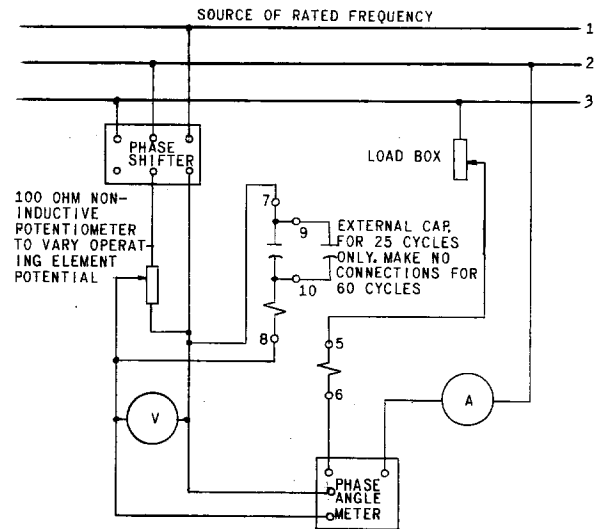 SOURCE OF RATED FREQUENCY
1
2
3
PHASE
SHIFTER
LOAD BOX
100 OHM NON-
INDUCTIVE
POTENTIOMETER
TO VARY OPERAT-
ING ELEMENT
POTENTIAL
7
9
EXTERNAL CAP.
FOR 25 CYCLES
ONLY. MAKE NO
CONNECTIONS FOR
60 CYCLES
10
8
5
6
V
A
PHASE
ANGLE
METER